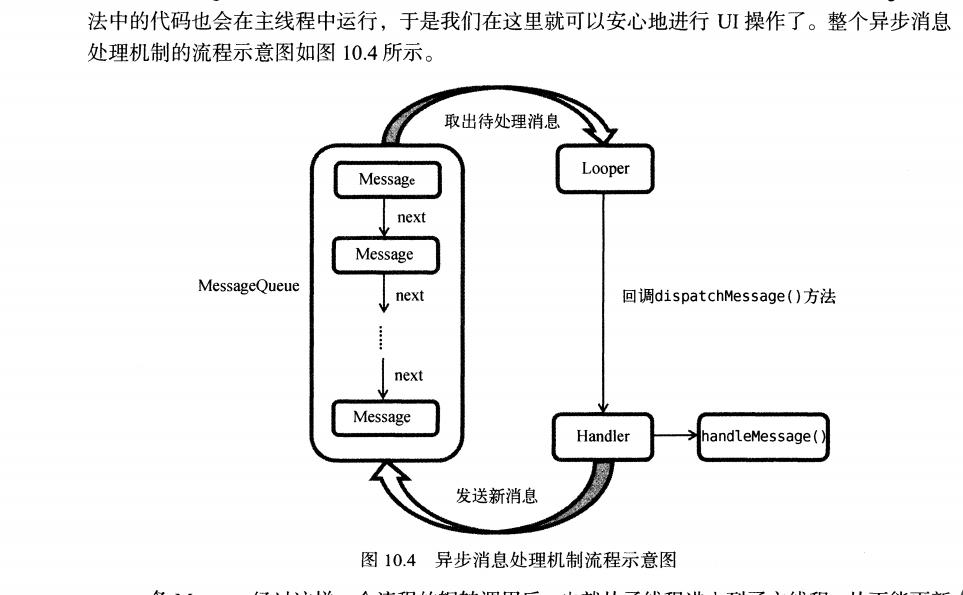 法中的代码也会在主线程中运行，于是我们在这里就可以安心地进行 UI 操作了。整个异步消息
处理机制的流程示意图如图 10.4 所示。
取出待处理消息
Message
Looper
next
Message
MessageQueue
next
回调dispatchMessage()方法
......
next
Message
Handler
handleMessage()
发送新消息
图 10.4 异步消息处理机制流程示意图